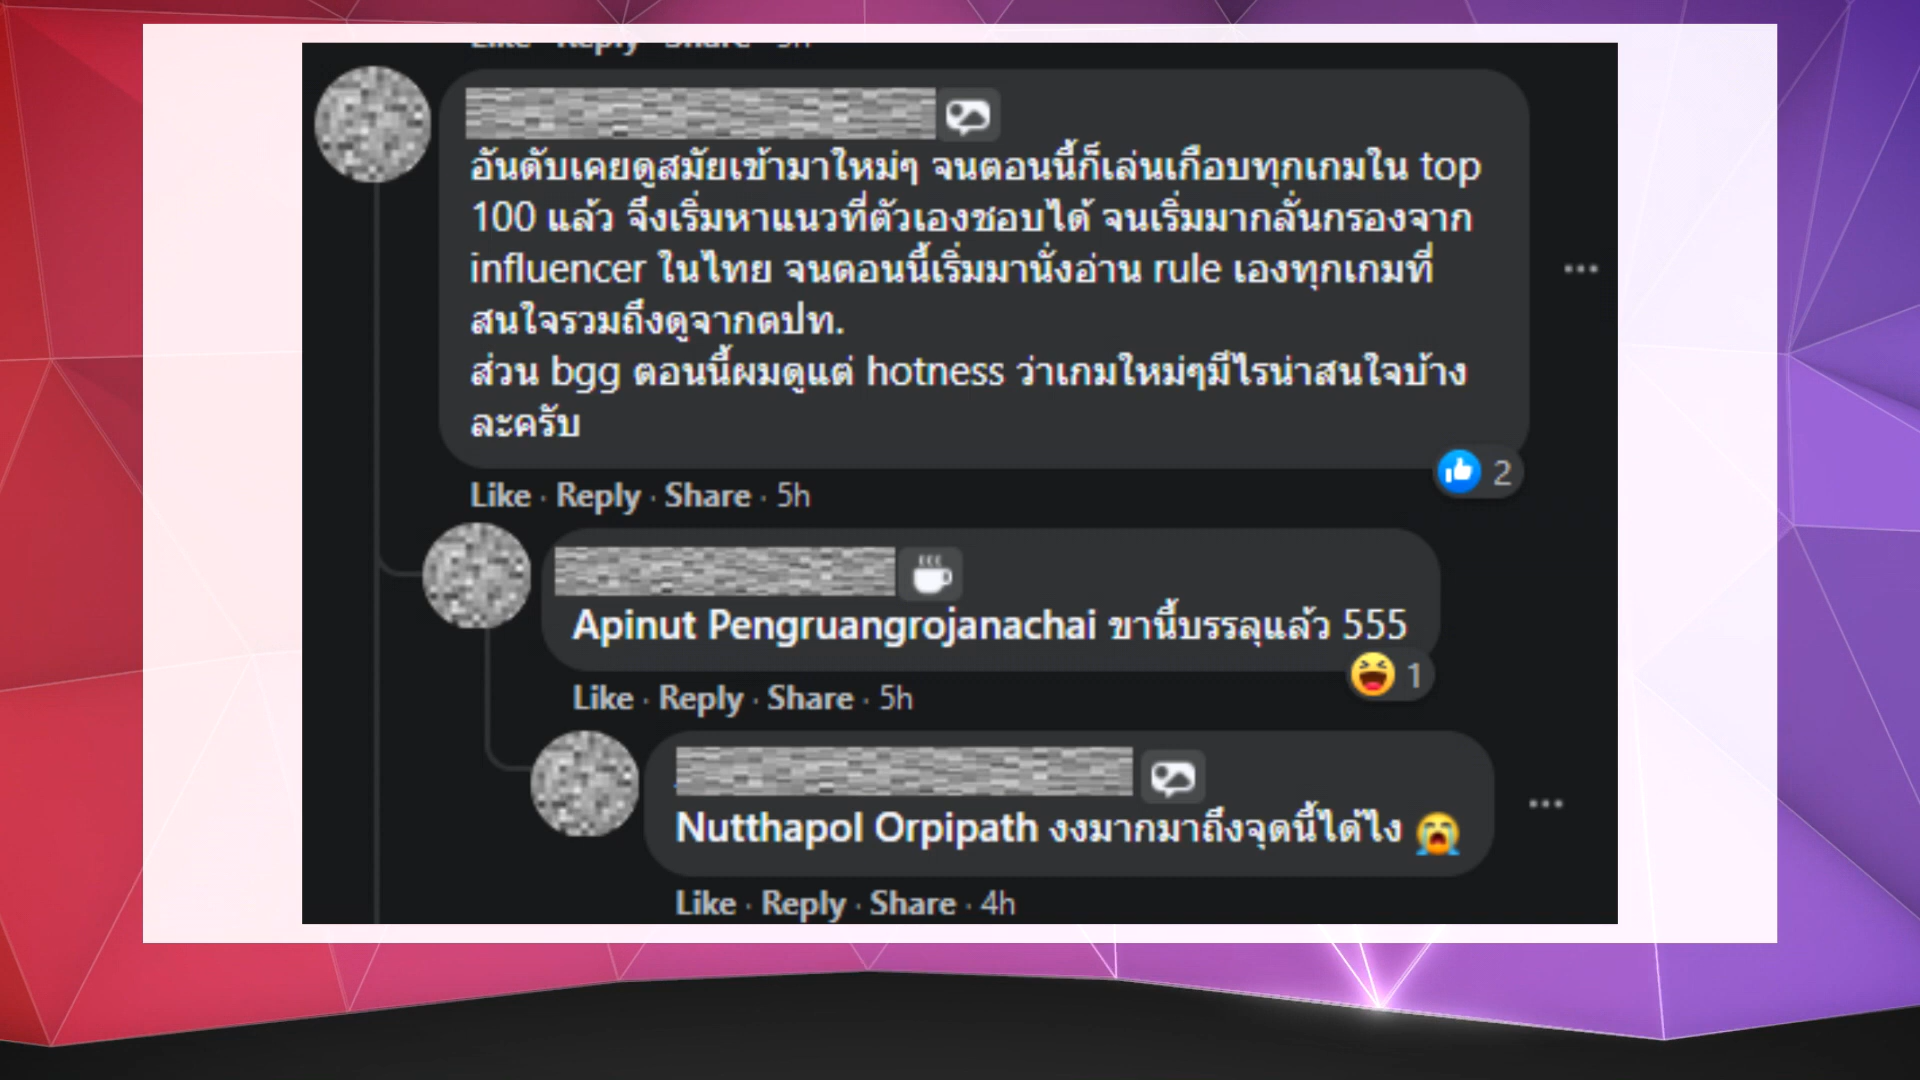 อันดับเคยดูสมัยเข้ามาใหม่ๆ จนตอนนี้ก็เล่นเกือบทุกเกมใน top
100 แล้ว จึงเริ่มหาแนวที่ตัวเองชอบได้ จนเริ่มมากลั่นกรองจาก
influencer ในไทย จนตอนนี้เริ่มมานั่งอ่าน rule เองทุกเกมที่
สนใจรวมถึงดูจากตปท.
ส่วน bgg ตอนนี้ผมดูแต่ hotness ว่าเกมใหม่ๆมีไรน่าสนใจบ้าง
ละครับ
2
Like · Reply · Share · 5h
Apinut Pengruangrojanachai ขานี้บรรลุแล้ว 555
1
Like · Reply · Share · 5h
Nutthapol Orpipath งงมากมาถึงจุดนี้ได้ไง
Like · Reply · Share · 4h